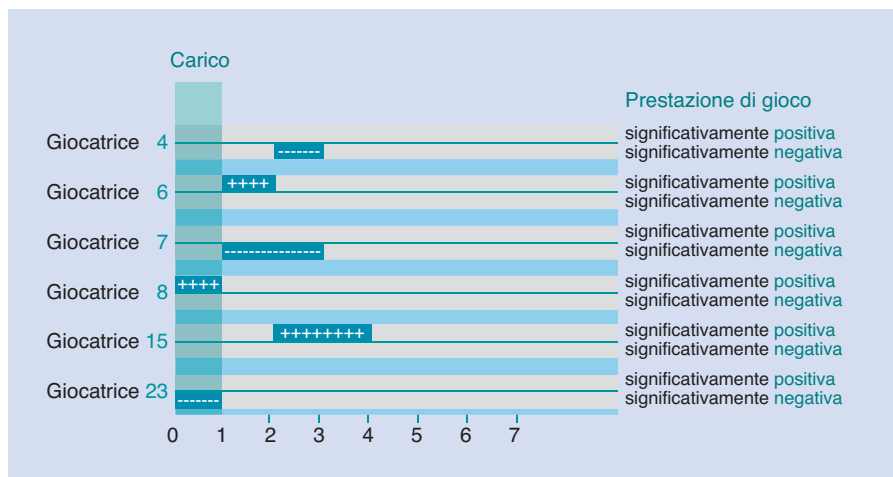 Carico
Prestazione di gioco
Giocatrice 4
significativamente positiva
-------
significativamente negativa
Giocatrice 6
++++
significativamente positiva
significativamente negativa
Giocatrice 7
significativamente positiva
----------------
significativamente negativa
Giocatrice 8
++++
significativamente positiva
significativamente negativa
Giocatrice 15
++++++++
significativamente positiva
significativamente negativa
Giocatrice 23
significativamente positiva
-------
significativamente negativa
0 1 2 3 4 5 6 7